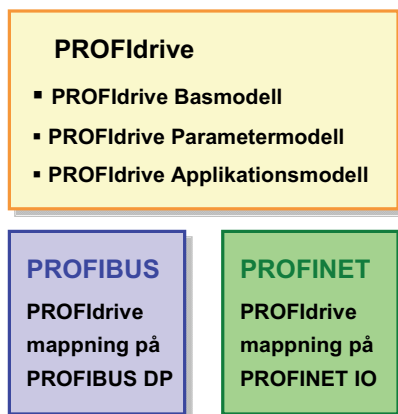 PROFIdrive
▪ PROFIdrive Basmodell
▪ PROFIdrive Parametermodell
▪ PROFIdrive Applikationsmodell
PROFIBUS
PROFIdrive
mappning på
PROFIBUS DP
PROFINET
PROFIdrive
mappning på
PROFINET IO